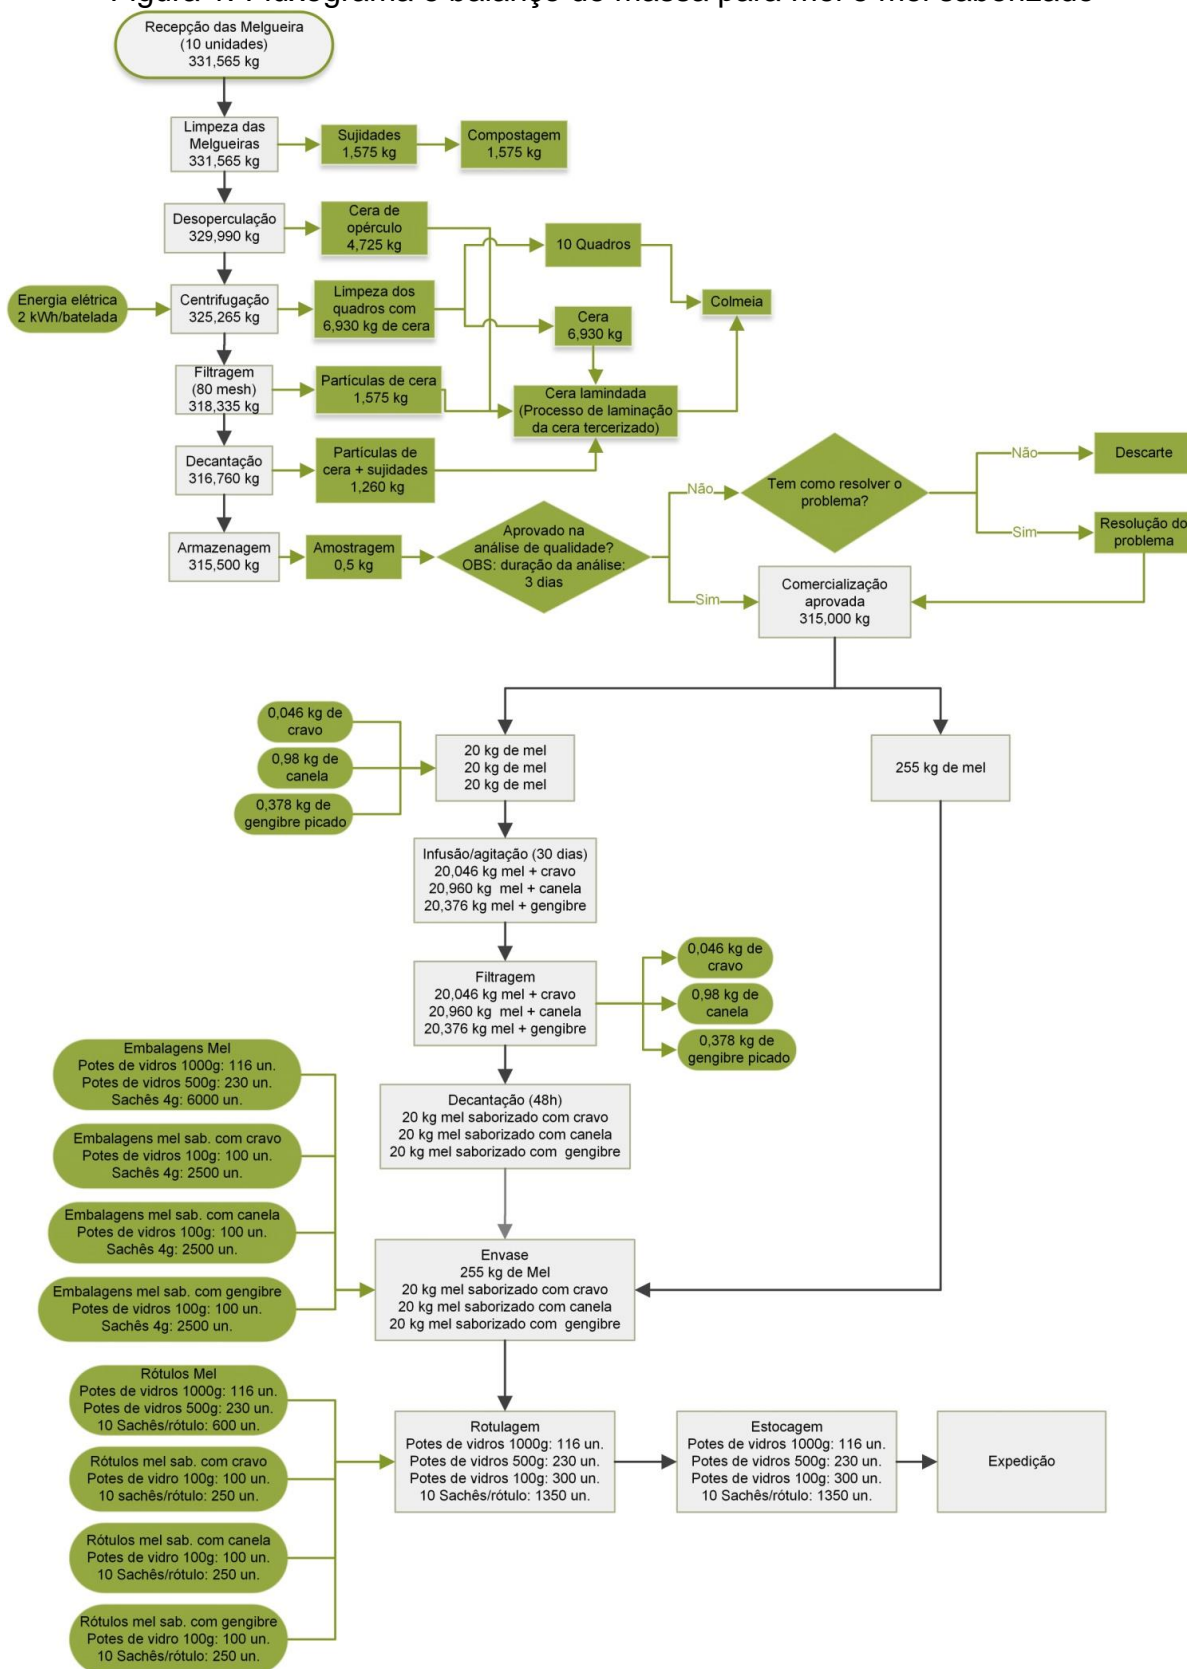 Figura 1. Fluxograma e balanço de massa para mel e mel saborizado
Recepção das Melgueira
(10 unidades)
331,565 kg
Limpeza das
Melgueiras
331,565 kg
Sujidades
1,575 kg
Compostagem
1,575 kg
Desoperculação
329,990 kg
Cera de
opérculo
4,725 kg
10 Quadros
Energia elétrica
2 kWh/batelada
Centrifugação
325,265 kg
Limpeza dos
quadros com
6,930 kg de cera
Cera
6,930 kg
Colmeia
Filtragem
(80 mesh)
318,335 kg
Partículas de cera
1,575 kg
Cera lamindada
(Processo de laminação
da cera tercerizado)
Decantação
316,760 kg
Partículas de
cera + sujidades
1,260 kg
Armazenagem
315,500 kg
Amostragem
0,5 kg
Aprovado na
análise de qualidade?
OBS: duração da análise:
3 dias
Não
Sim
Tem como resolver o
problema?
Não
Sim
Descarte
Resolução do
problema
Comercialização
aprovada
315,000 kg
0,046 kg de
cravo
0,98 kg de
canela
0,378 kg de
gengibre picado
20 kg de mel
20 kg de mel
20 kg de mel
255 kg de mel
Infusão/agitação (30 dias)
20,046 kg mel + cravo
20,960 kg mel + canela
20,376 kg mel + gengibre
Filtragem
20,046 kg mel + cravo
20,960 kg mel + canela
20,376 kg mel + gengibre
0,046 kg de
cravo
0,98 kg de
canela
0,378 kg de
gengibre picado
Decantação (48h)
20 kg mel saborizado com cravo
20 kg mel saborizado com canela
20 kg mel saborizado com gengibre
Embalagens Mel
Potes de vidros 1000g: 116 un.
Potes de vidros 500g: 230 un.
Sachês 4g: 6000 un.
Embalagens mel sab. com cravo
Potes de vidros 100g: 100 un.
Sachês 4g: 2500 un.
Embalagens mel sab. com canela
Potes de vidros 100g: 100 un.
Sachês 4g: 2500 un.
Embalagens mel sab. com gengibre
Potes de vidros 100g: 100 un.
Sachês 4g: 2500 un.
Envase
255 kg de Mel
20 kg mel saborizado com cravo
20 kg mel saborizado com canela
20 kg mel saborizado com gengibre
Rótulos Mel
Potes de vidros 1000g: 116 un.
Potes de vidros 500g: 230 un.
10 Sachês/rótulo: 600 un.
Rótulos mel sab. com cravo
Potes de vidro 100g: 100 un.
10 sachês/rótulo: 250 un.
Rótulos mel sab. com canela
Potes de vidro 100g: 100 un.
10 Sachês/rótulo: 250 un.
Rótulos mel sab. com gengibre
Potes de vidro 100g: 100 un.
10 Sachês/rótulo: 250 un.
Rotulagem
Potes de vidros 1000g: 116 un.
Potes de vidros 500g: 230 un.
Potes de vidros 100g: 300 un.
10 Sachês/rótulo: 1350 un.
Estocagem
Potes de vidros 1000g: 116 un.
Potes de vidros 500g: 230 un.
Potes de vidros 100g: 300 un.
10 Sachês/rótulo: 1350 un.
Expedição